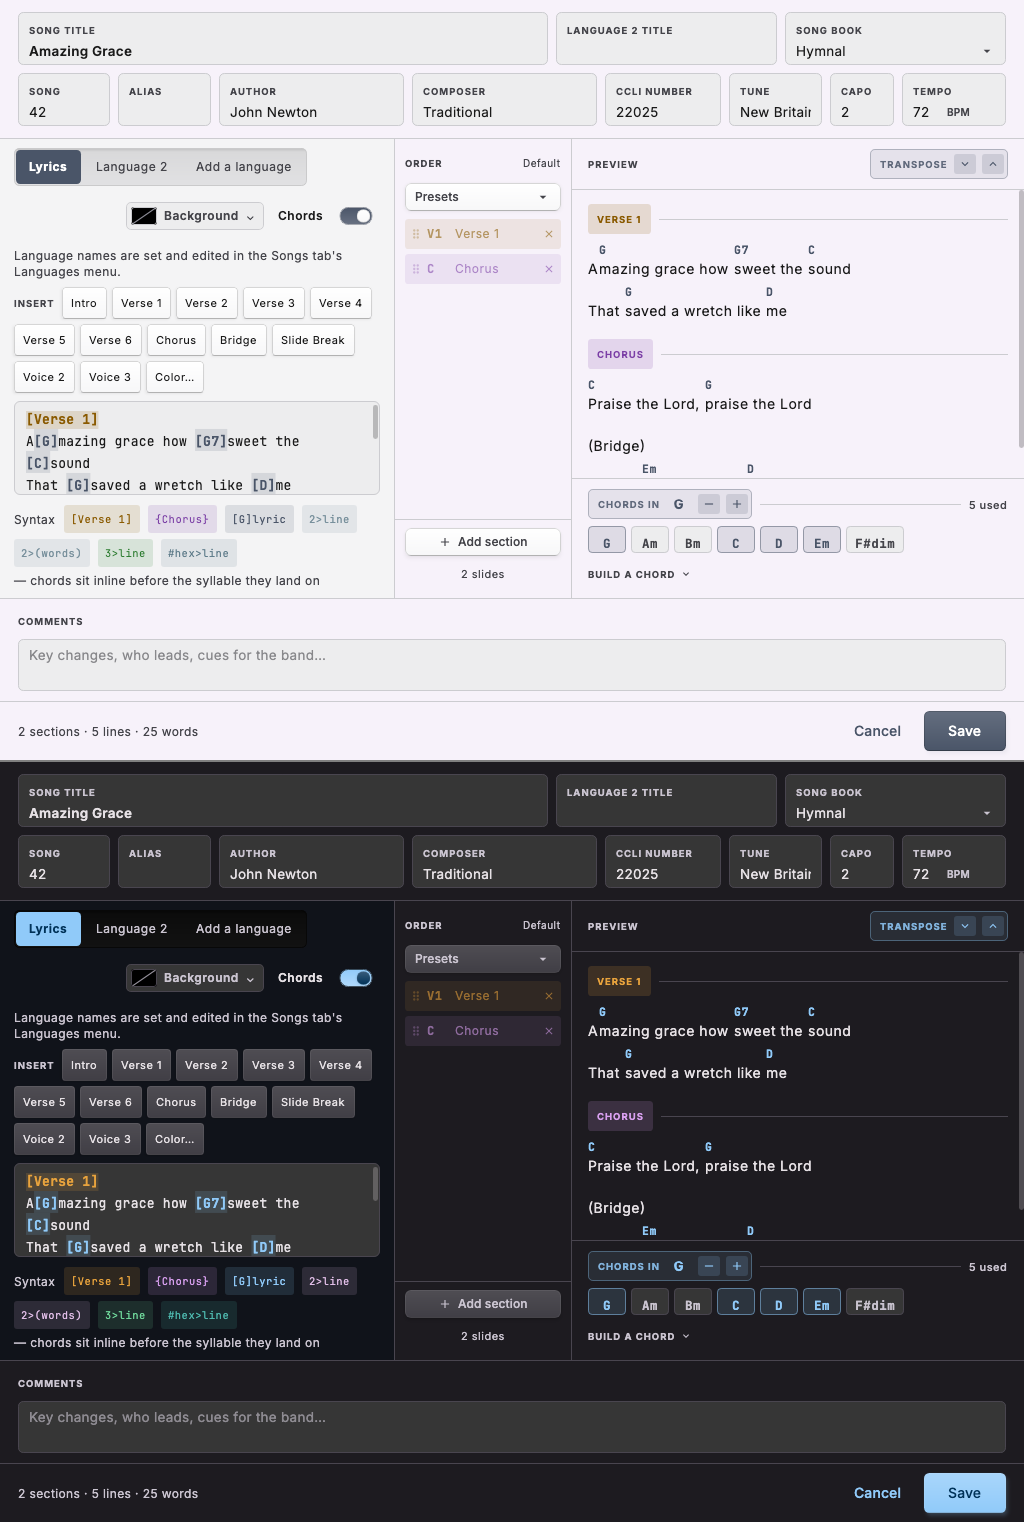 SONG TITLE
Amazing Grace
LANGUAGE 2 TITLE
SONG BOOK
Hymnal
SONG
42
ALIAS
AUTHOR
John Newton
COMPOSER
Traditional
CCLI NUMBER
22025
TUNE
New Britain
CAPO
2
TEMPO
72 BPM
Lyrics Language 2 Add a language
Background Chords
Language names are set and edited in the Songs tab's
Languages menu.
INSERT Intro Verse 1 Verse 2 Verse 3 Verse 4
Verse 5 Verse 6 Chorus Bridge Slide Break
Voice 2 Voice 3 Color...
[Verse 1]
A[G]mazing grace how [G7]sweet the
[C]sound
That [G]saved a wretch like [D]me
Syntax [Verse 1] {Chorus} [G]lyric 2>line
2>(words) 3>line #hex>line
— chords sit inline before the syllable they land on
ORDER Default
Presets
V1 Verse 1 ×
C Chorus ×
+ Add section
2 slides
PREVIEW TRANSPOSE
VERSE 1
G G7 C
Amazing grace how sweet the sound
G D
That saved a wretch like me
CHORUS
C G
Praise the Lord, praise the Lord
(Bridge)
Em D
CHORDS IN G − + 5 used
G Am Bm C D Em F#dim
BUILD A CHORD
COMMENTS
Key changes, who leads, cues for the band...
2 sections · 5 lines · 25 words
Cancel Save
SONG TITLE
Amazing Grace
LANGUAGE 2 TITLE
SONG BOOK
Hymnal
SONG
42
ALIAS
AUTHOR
John Newton
COMPOSER
Traditional
CCLI NUMBER
22025
TUNE
New Britain
CAPO
2
TEMPO
72 BPM
Lyrics Language 2 Add a language
Background Chords
Language names are set and edited in the Songs tab's
Languages menu.
INSERT Intro Verse 1 Verse 2 Verse 3 Verse 4
Verse 5 Verse 6 Chorus Bridge Slide Break
Voice 2 Voice 3 Color...
[Verse 1]
A[G]mazing grace how [G7]sweet the
[C]sound
That [G]saved a wretch like [D]me
Syntax [Verse 1] {Chorus} [G]lyric 2>line
2>(words) 3>line #hex>line
— chords sit inline before the syllable they land on
ORDER Default
Presets
V1 Verse 1 ×
C Chorus ×
+ Add section
2 slides
PREVIEW TRANSPOSE
VERSE 1
G G7 C
Amazing grace how sweet the sound
G D
That saved a wretch like me
CHORUS
C G
Praise the Lord, praise the Lord
(Bridge)
Em D
CHORDS IN G − + 5 used
G Am Bm C D Em F#dim
BUILD A CHORD
COMMENTS
Key changes, who leads, cues for the band...
2 sections · 5 lines · 25 words
Cancel Save